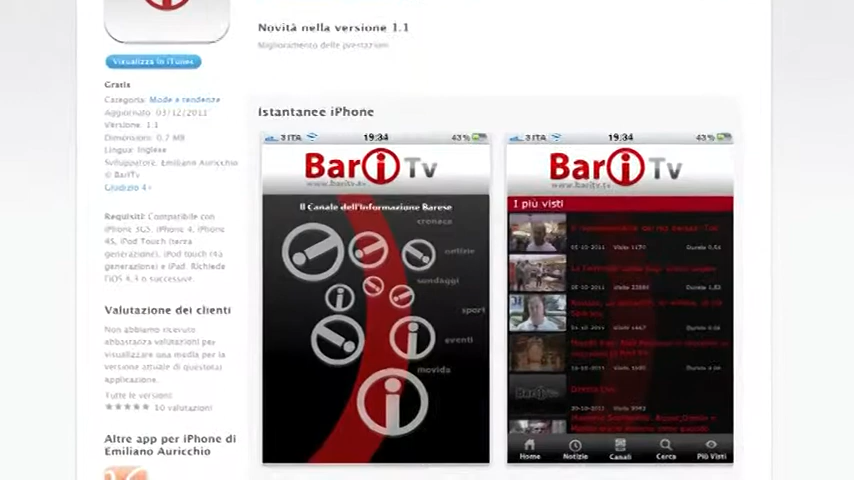 Visualizza in iTunes
Gratis
Categoria: Mode e tendenze
Aggiornato: 03/12/2011
Versione: 1.1
Dimensioni: 0.7 MB
Lingua: Inglese
Sviluppatore: Emiliano Auricchio
© BariTv
Giudizio 4+
Requisiti: Compatibile con
iPhone 3GS, iPhone 4, iPhone
4S, iPod Touch (terza
generazione), iPod touch (4a
generazione) e iPad. Richiede
l'iOS 4.3 o successive.
Valutazione dei clienti
Non abbiamo ricevuto
abbastanza valutazioni per
visualizzare una media per la
versione attuale di questo/a
applicazione.
Tutte le versioni
10 valutazioni
Altre app per iPhone di
Emiliano Auricchio
Novità nella versione 1.1
Miglioramento delle prestazioni
Istantanee iPhone
3 ITA 19:34 43%
Bari Tv
www.baritv.tv
Il Canale dell'Informazione Barese
cronaca
notizie
sondaggi
sport
eventi
movida
3 ITA 19:34 43%
Bari Tv
www.baritv.tv
I più visti
Home Notizie Canali Cerca Più Visti